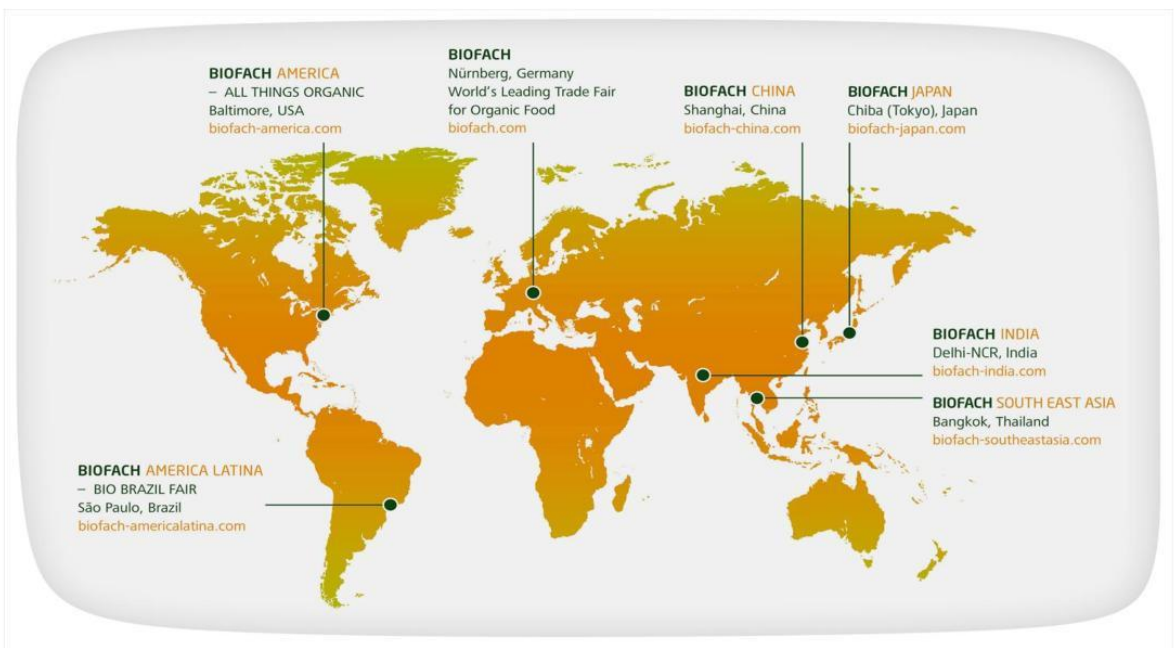 BIOFACH AMERICA
– ALL THINGS ORGANIC
Baltimore, USA
biofach-america.com
BIOFACH
Nürnberg, Germany
World's Leading Trade Fair
for Organic Food
biofach.com
BIOFACH CHINA
Shanghai, China
biofach-china.com
BIOFACH JAPAN
Chiba (Tokyo), Japan
biofach-japan.com
BIOFACH INDIA
Delhi-NCR, India
biofach-india.com
BIOFACH SOUTH EAST ASIA
Bangkok, Thailand
biofach-southeastasia.com
BIOFACH AMERICA LATINA
– BIO BRAZIL FAIR
São Paulo, Brazil
biofach-americalatina.com